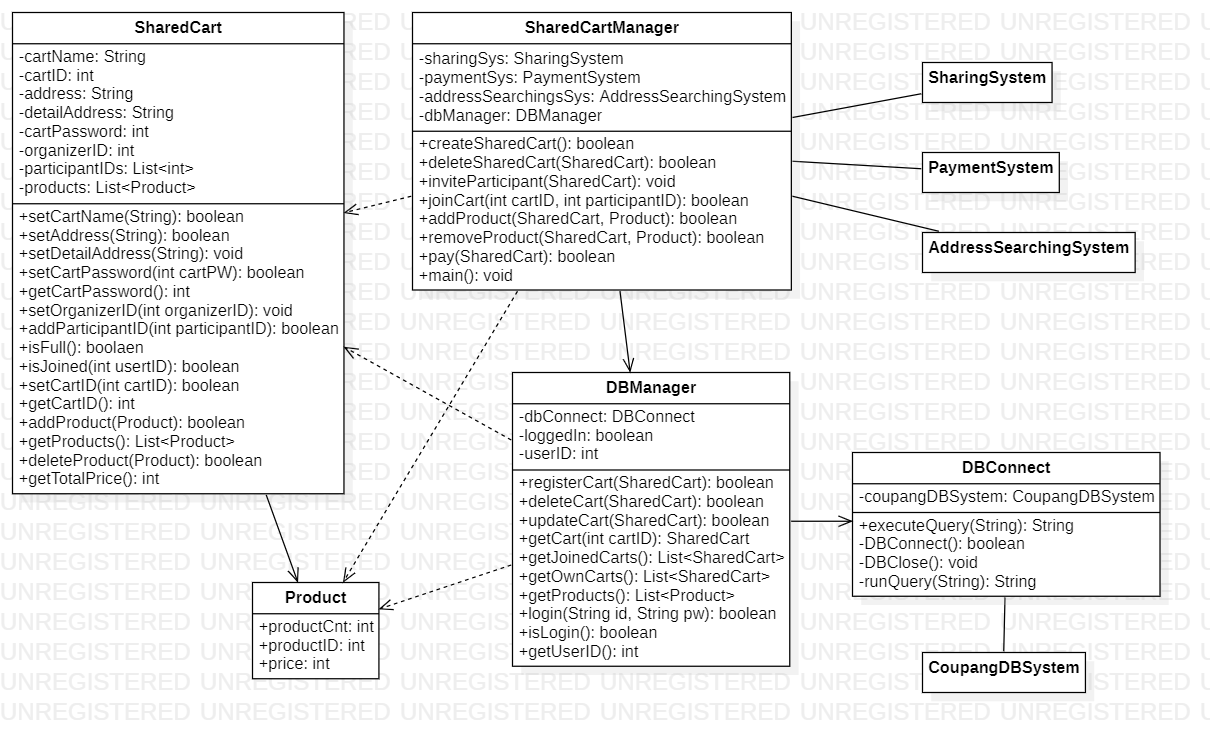 SharedCart
-cartName: String
-cartID: int
-address: String
-detailAddress: String
-cartPassword: int
-organizerID: int
-participantIDs: List<int>
-products: List<Product>
+setCartName(String): boolean
+setAddress(String): boolean
+setDetailAddress(String): void
+setCartPassword(int cartPW): boolean
+getCartPassword(): int
+setOrganizerID(int organizerID): void
+addParticipantID(int participantID): boolean
+isFull(): boolaen
+isJoined(int usertID): boolean
+setCartID(int cartID): boolean
+getCartID(): int
+addProduct(Product): boolean
+getProducts(): List<Product>
+deleteProduct(Product): boolean
+getTotalPrice(): int
SharedCartManager
-sharingSys: SharingSystem
-paymentSys: PaymentSystem
-addressSearchingsSys: AddressSearchingSystem
-dbManager: DBManager
+createSharedCart(): boolean
+deleteSharedCart(SharedCart): boolean
+inviteParticipant(SharedCart): void
+joinCart(int cartID, int participantID): boolean
+addProduct(SharedCart, Product): boolean
+removeProduct(SharedCart, Product): boolean
+pay(SharedCart): boolean
+main(): void
SharingSystem
PaymentSystem
AddressSearchingSystem
DBManager
-dbConnect: DBConnect
-loggedIn: boolean
-userID: int
+registerCart(SharedCart): boolean
+deleteCart(SharedCart): boolean
+updateCart(SharedCart): boolean
+getCart(int cartID): SharedCart
+getJoinedCarts(): List<SharedCart>
+getOwnCarts(): List<SharedCart>
+getProducts(): List<Product>
+login(String id, String pw): boolean
+isLogin(): boolean
+getUserID(): int
DBConnect
-coupangDBSystem: CoupangDBSystem
+executeQuery(String): String
-DBConnect(): boolean
-DBClose(): void
-runQuery(String): String
CoupangDBSystem
Product
+productCnt: int
+productID: int
+price: int
UNREGISTERED